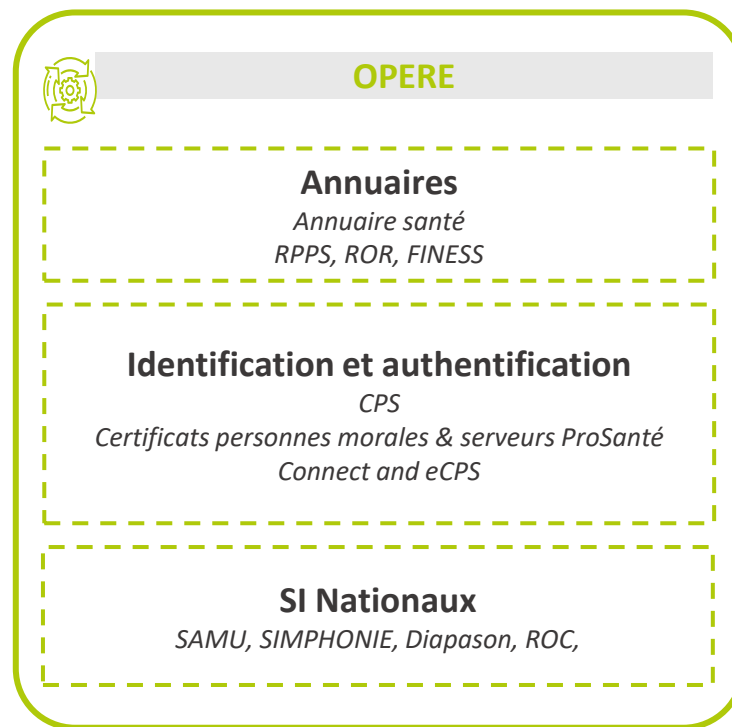 OPERE
Annuaires
Annuaire santé
RPPS, ROR, FINESS
Identification et authentification
CPS
Certificats personnes morales & serveurs ProSanté
Connect and eCPS
SI Nationaux
SAMU, SIMPHONIE, Diapason, ROC,